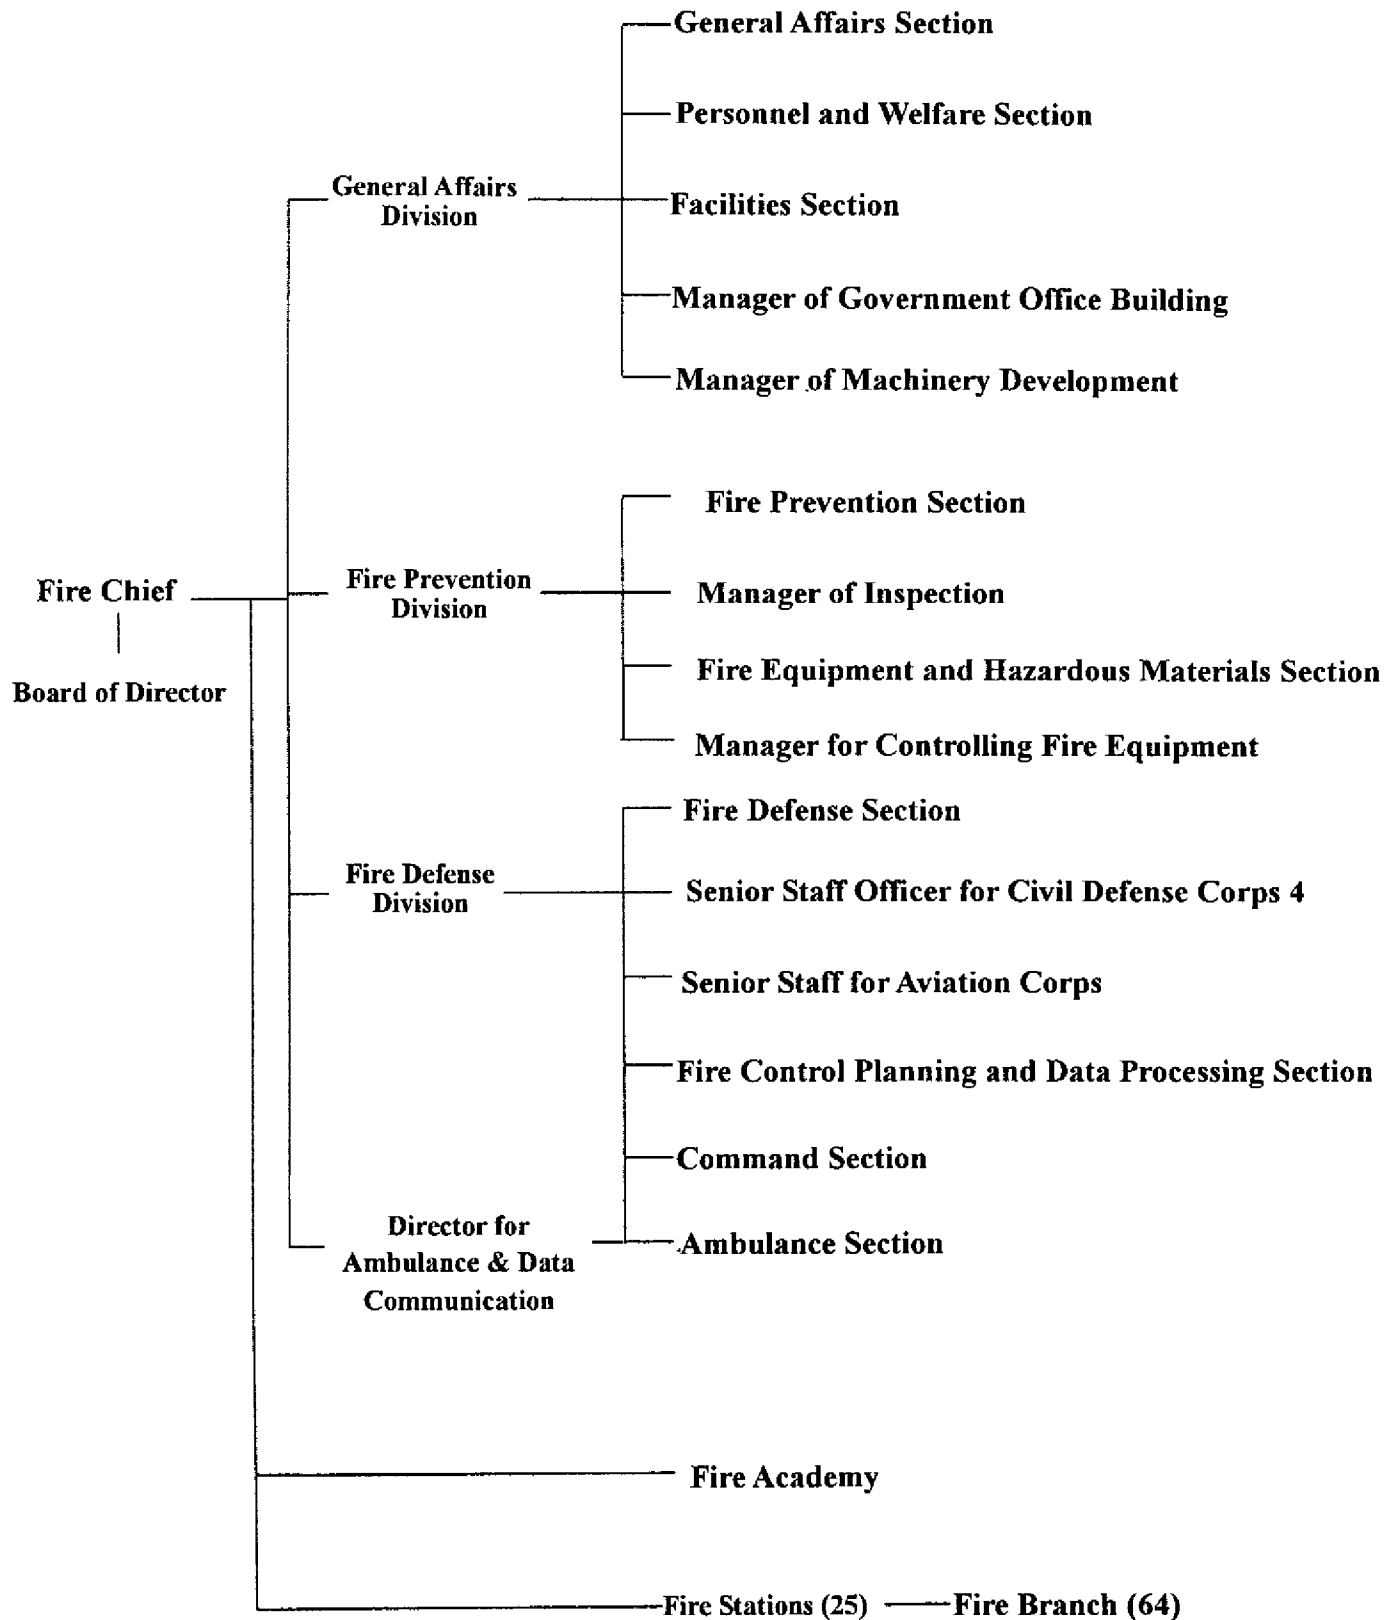 General Affairs Section
Personnel and Welfare Section
General Affairs
Division
Facilities Section
Manager of Government Office Building
Manager of Machinery Development
Fire Prevention Section
Fire Chief
Fire Prevention
Division
Manager of Inspection
Board of Director
Fire Equipment and Hazardous Materials Section
Manager for Controlling Fire Equipment
Fire Defense Section
Fire Defense
Division
Senior Staff Officer for Civil Defense Corps 4
Senior Staff for Aviation Corps
Fire Control Planning and Data Processing Section
Command Section
Director for
Ambulance & Data
Communication
Ambulance Section
Fire Academy
Fire Stations (25)
Fire Branch (64)